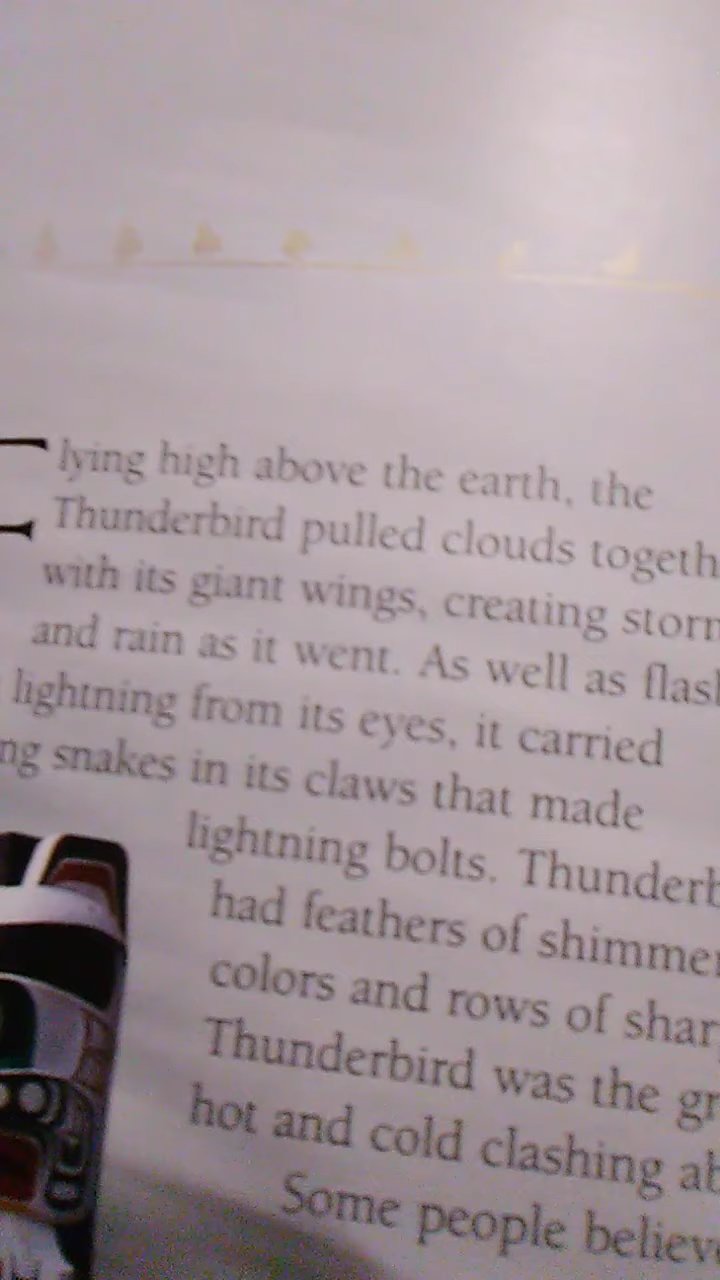 Flying high above the earth, the
Thunderbird pulled clouds togeth
with its giant wings, creating storm
and rain as it went. As well as flash
lightning from its eyes, it carried
ng snakes in its claws that made
lightning bolts. Thunderb
had feathers of shimmer
colors and rows of shar
Thunderbird was the gr
hot and cold clashing ab
Some people believe